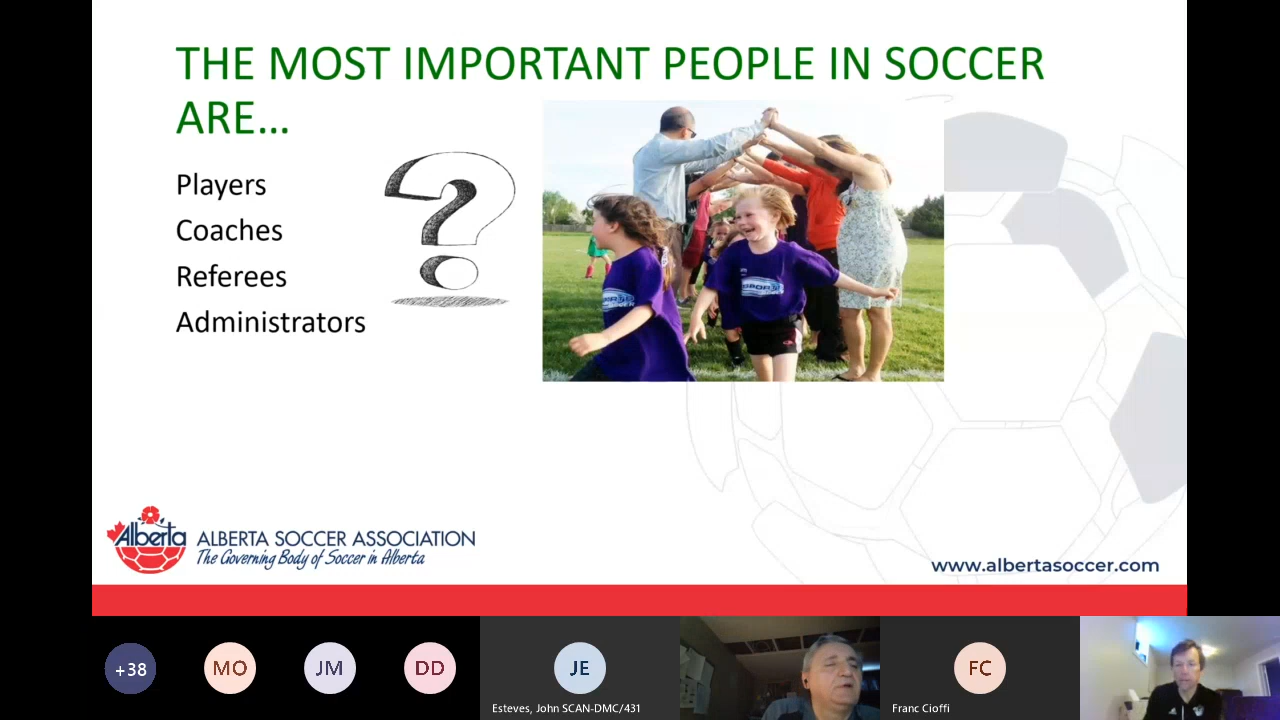 THE MOST IMPORTANT PEOPLE IN SOCCER
ARE...
Players
Coaches
Referees
Administrators
Alberta
ALBERTA SOCCER ASSOCIATION
The Governing Body of Soccer in Alberta
www.albertasoccer.com
+38
MO
JM
DD
JE
FC
Esteves, John SCAN-DMC/431
Franc Cioffi